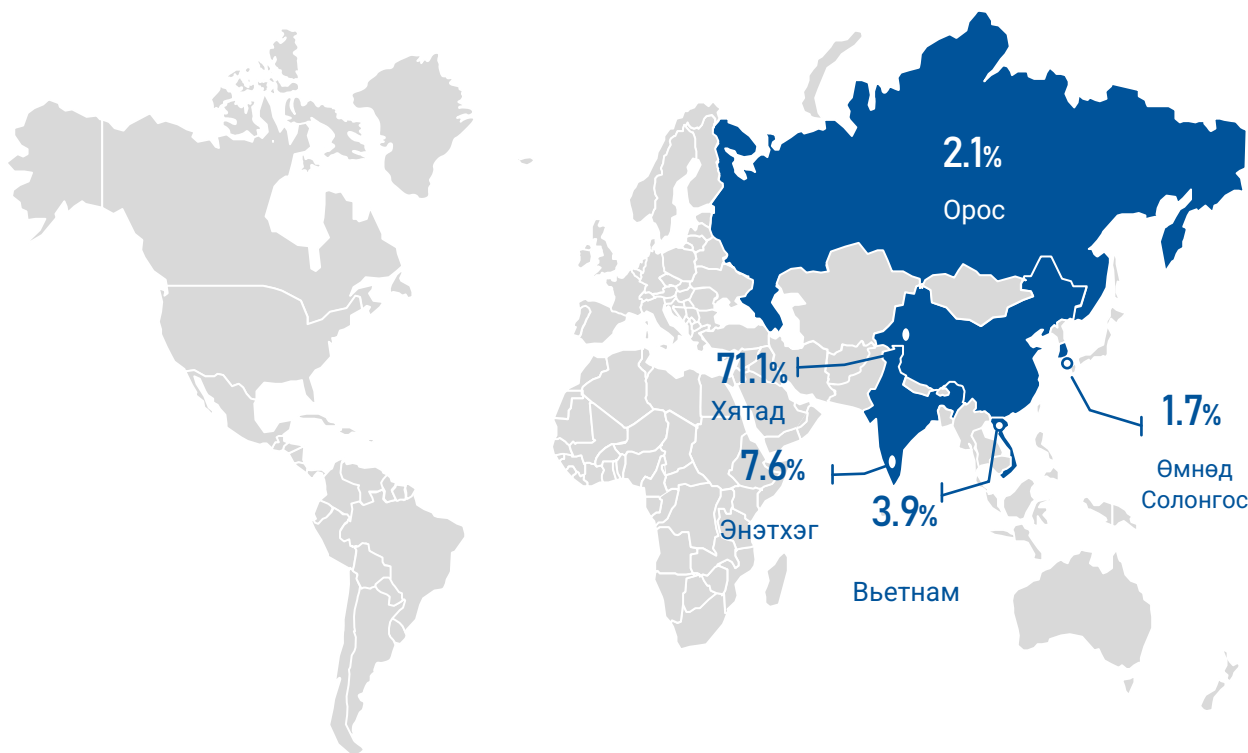 2.1%
Орос
71.1%
Хятад
7.6%
Энэтхэг
3.9%
Вьетнам
1.7%
Өмнөд
Солонгос